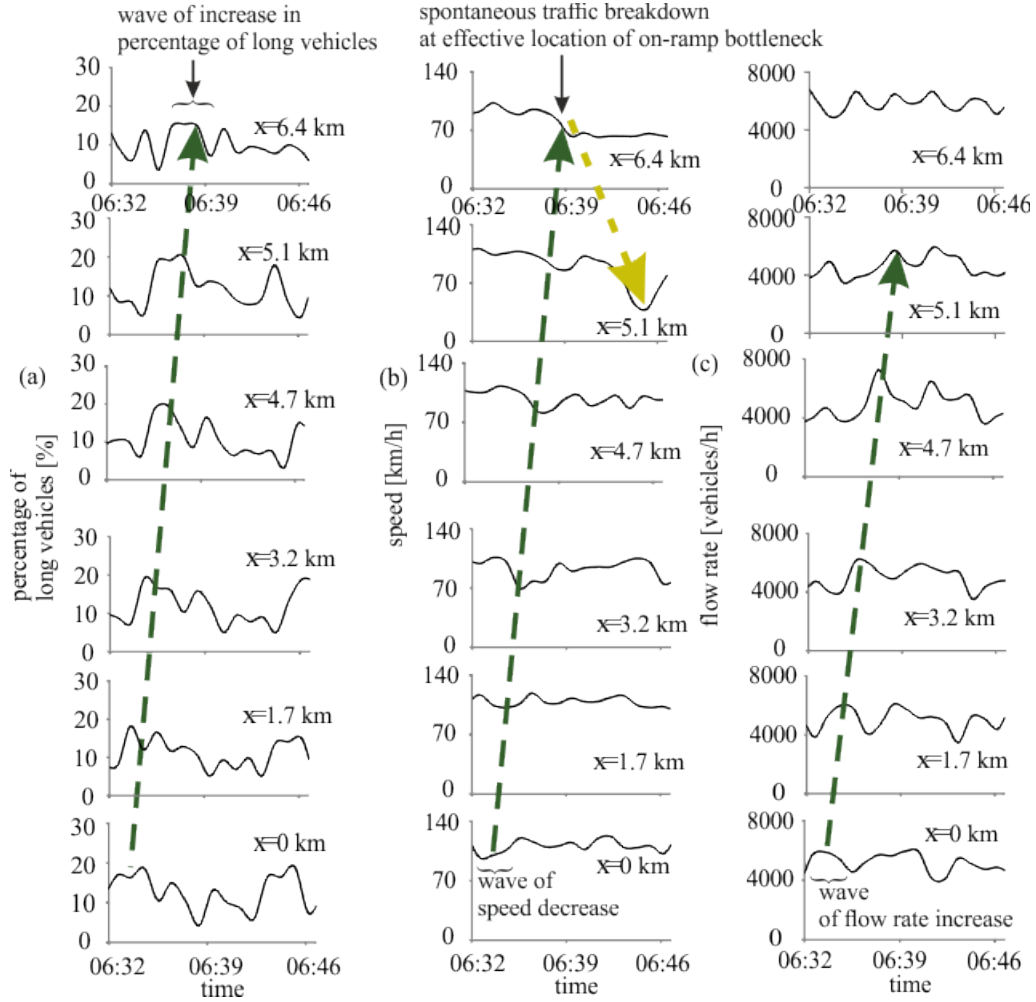 wave of increase in
percentage of long vehicles
spontaneous traffic breakdown
at effective location of on-ramp bottleneck
(a)
percentage of
long vehicles [%]
30
20
10
0
x=6.4 km
06:32 06:39 06:46
30
20
10
0
x=5.1 km
30
20
10
0
x=4.7 km
30
20
10
0
x=3.2 km
30
20
10
0
x=1.7 km
30
20
10
0
x=0 km
06:32 06:39 06:46
time
(b)
speed [km/h]
140
70
0
x=6.4 km
06:32 06:39 06:46
140
70
0
x=5.1 km
140
70
0
x=4.7 km
140
70
0
x=3.2 km
140
70
0
x=1.7 km
140
70
0
x=0 km
wave of
speed decrease
06:32 06:39 06:46
time
(c)
flow rate [vehicles/h]
8000
4000
0
x=6.4 km
06:32 06:39 06:46
8000
4000
0
x=5.1 km
8000
4000
0
x=4.7 km
8000
4000
0
x=3.2 km
8000
4000
0
x=1.7 km
8000
4000
0
x=0 km
wave
of flow rate increase
06:32 06:39 06:46
time